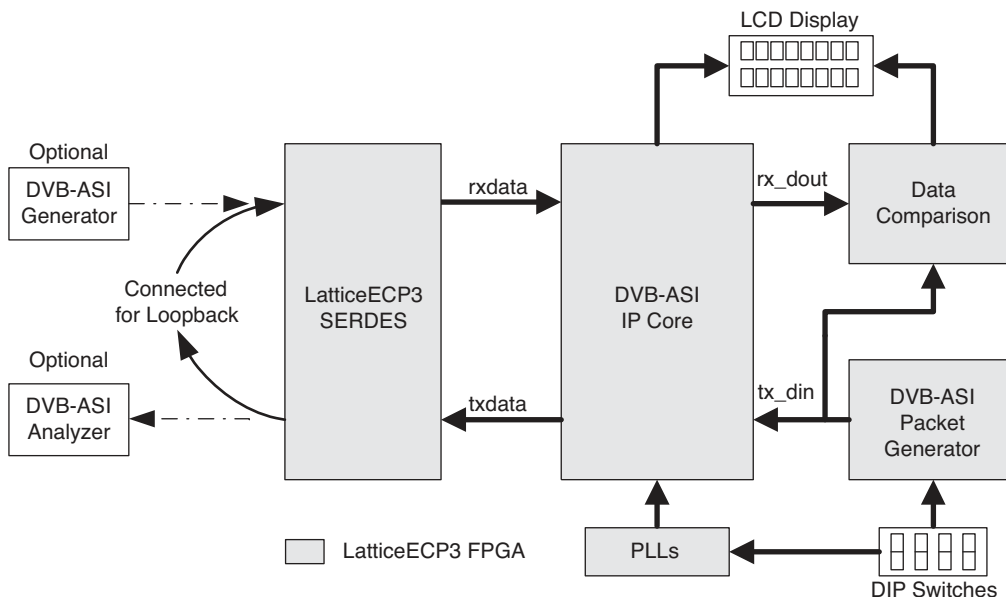 LCD Display
Optional
DVB-ASI
Generator
Connected
for Loopback
Optional
DVB-ASI
Analyzer
LatticeECP3
SERDES
rxdata
txdata
DVB-ASI
IP Core
rx_dout
tx_din
Data
Comparison
DVB-ASI
Packet
Generator
LatticeECP3 FPGA
PLLs
DIP Switches